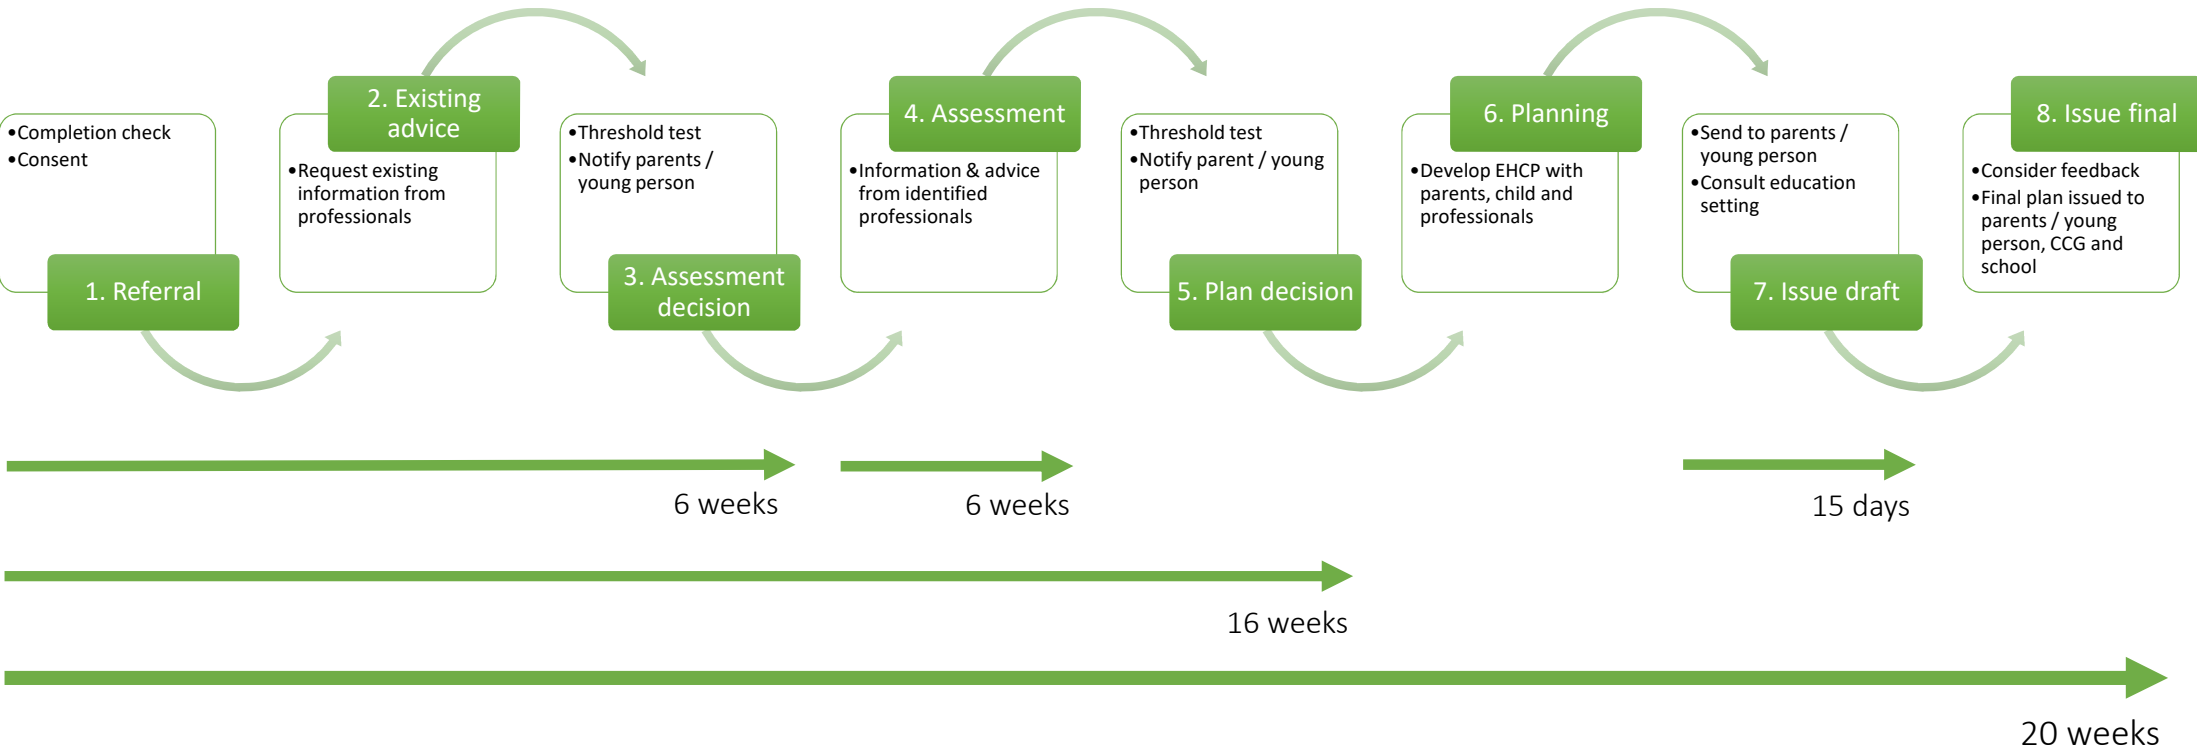 •Completion check
•Consent
1. Referral
2. Existing
advice
•Request existing
information from
professionals
•Threshold test
•Notify parents /
young person
3. Assessment
decision
4. Assessment
•Information & advice
from identified
professionals
•Threshold test
•Notify parent / young
person
5. Plan decision
6. Planning
•Develop EHCP with
parents, child and
professionals
•Send to parents /
young person
•Consult education
setting
7. Issue draft
8. Issue final
•Consider feedback
•Final plan issued to
parents / young
person, CCG and
school
6 weeks
6 weeks
15 days
16 weeks
20 weeks